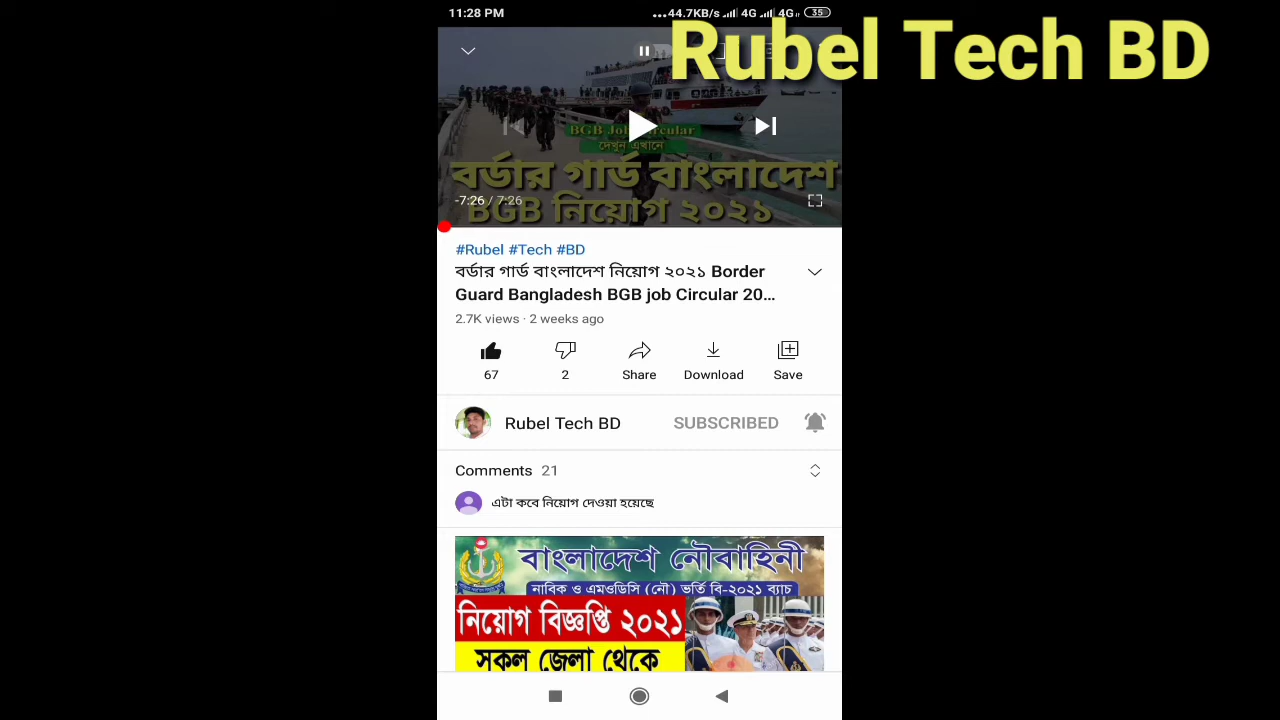 11:28 PM
...44.7KB/s 4G 4G 35
Rubel Tech BD
BGB Job Circular
দেখুন এখানে
বর্ডার গার্ড বাংলাদেশ
-7:26 / 7:26
BGB নিয়োগ ২০২১
#Rubel #Tech #BD
বর্ডার গার্ড বাংলাদেশ নিয়োগ ২০২১ Border
Guard Bangladesh BGB job Circular 20...
2.7K views · 2 weeks ago
67 2 Share Download Save
Rubel Tech BD SUBSCRIBED
Comments 21
এটা কবে নিয়োগ দেওয়া হয়েছে
বাংলাদেশ নৌবাহিনী
নাবিক ও এমওডিসি (নৌ) ভর্তি বি-২০২১ ব্যাচ
নিয়োগ বিজ্ঞপ্তি ২০২১
সকল জেলা থেকে